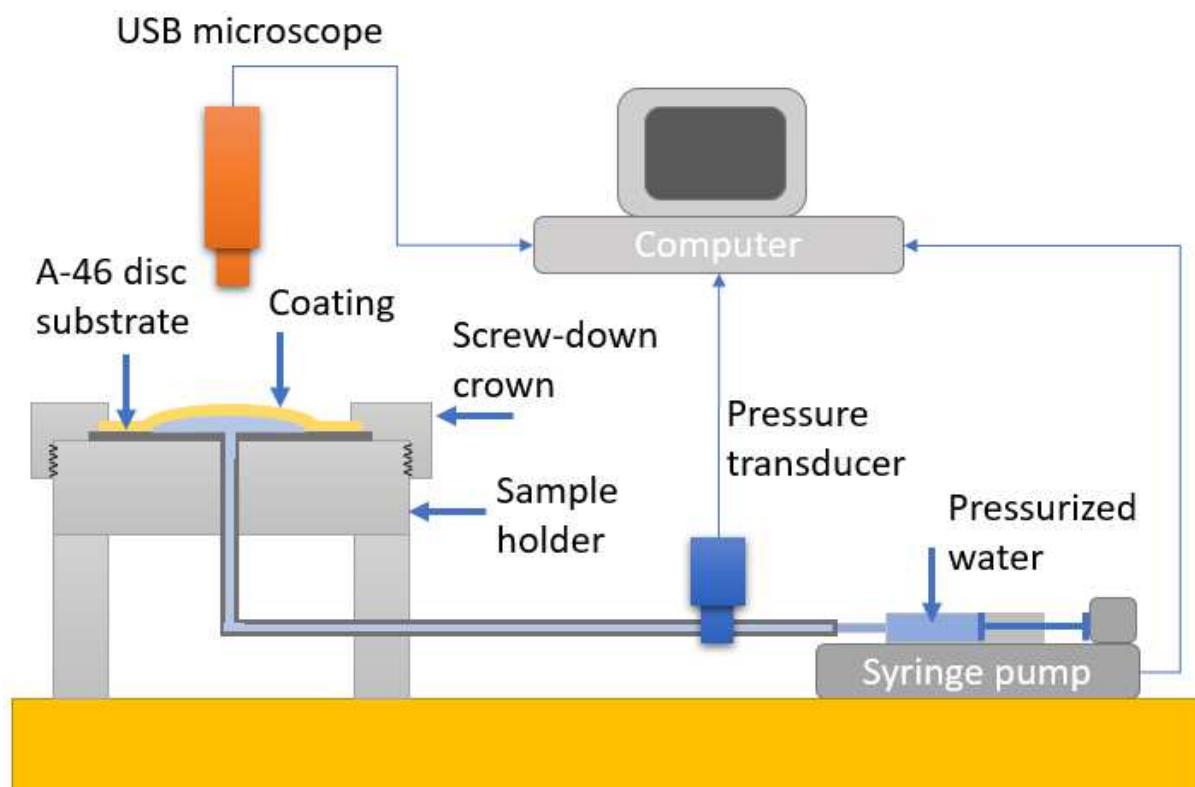 USB microscope
Computer
A-46 disc
substrate
Coating
Screw-down
crown
Pressure
transducer
Sample
holder
Pressurized
water
Syringe pump